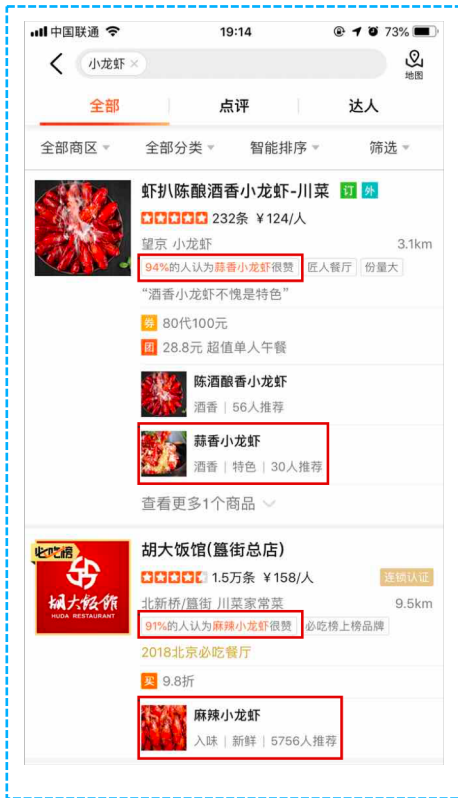 中国联通 19:14 73%
小龙虾 ×
地图
全部 点评 达人
全部商区 全部分类 智能排序 筛选
虾扒陈酿酒香小龙虾-川菜 订 外
232条 ¥124/人
望京 小龙虾 3.1km
94%的人认为蒜香小龙虾很赞 匠人餐厅 份量大
“酒香小龙虾不愧是特色”
券 80代100元
团 28.8元 超值单人午餐
陈酒酿香小龙虾
酒香 | 56人推荐
蒜香小龙虾
酒香 | 特色 | 30人推荐
查看更多1个商品
必吃榜
胡大饭馆
HUDA RESTAURANT
胡大饭馆(簋街总店)
1.5万条 ¥158/人 连锁认证
北新桥/簋街 川菜家常菜 9.5km
91%的人认为麻辣小龙虾很赞 必吃榜上榜品牌
2018北京必吃餐厅
买 9.8折
麻辣小龙虾
入味 | 新鲜 | 5756人推荐